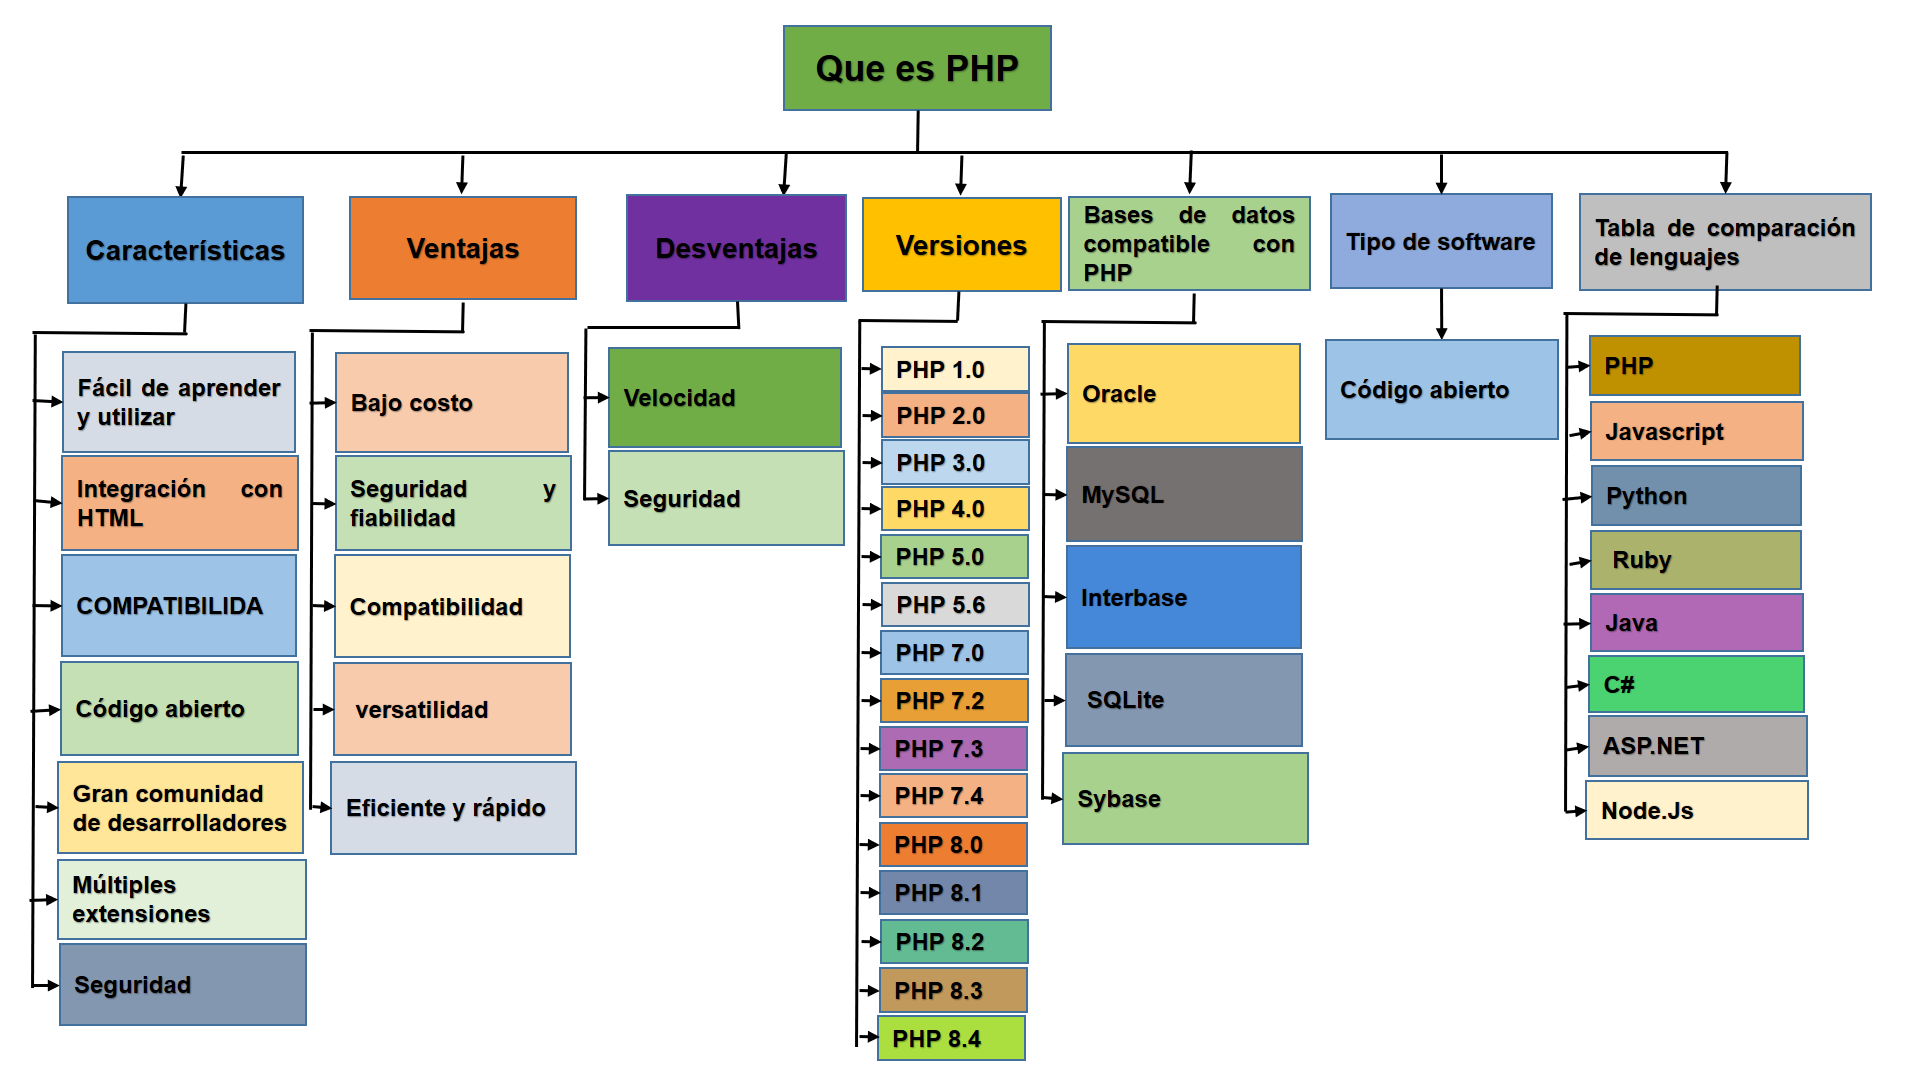 Que es PHP
Características
Fácil de aprender
y utilizar
Integración con
HTML
COMPATIBILIDA
Código abierto
Gran comunidad
de desarrolladores
Múltiples
extensiones
Seguridad
Ventajas
Bajo costo
Seguridad y
fiabilidad
Compatibilidad
versatilidad
Eficiente y rápido
Desventajas
Velocidad
Seguridad
Versiones
PHP 1.0
PHP 2.0
PHP 3.0
PHP 4.0
PHP 5.0
PHP 5.6
PHP 7.0
PHP 7.2
PHP 7.3
PHP 7.4
PHP 8.0
PHP 8.1
PHP 8.2
PHP 8.3
PHP 8.4
Bases de datos
compatible con
PHP
Oracle
MySQL
Interbase
SQLite
Sybase
Tipo de software
Código abierto
Tabla de comparación
de lenguajes
PHP
Javascript
Python
Ruby
Java
C#
ASP.NET
Node.Js